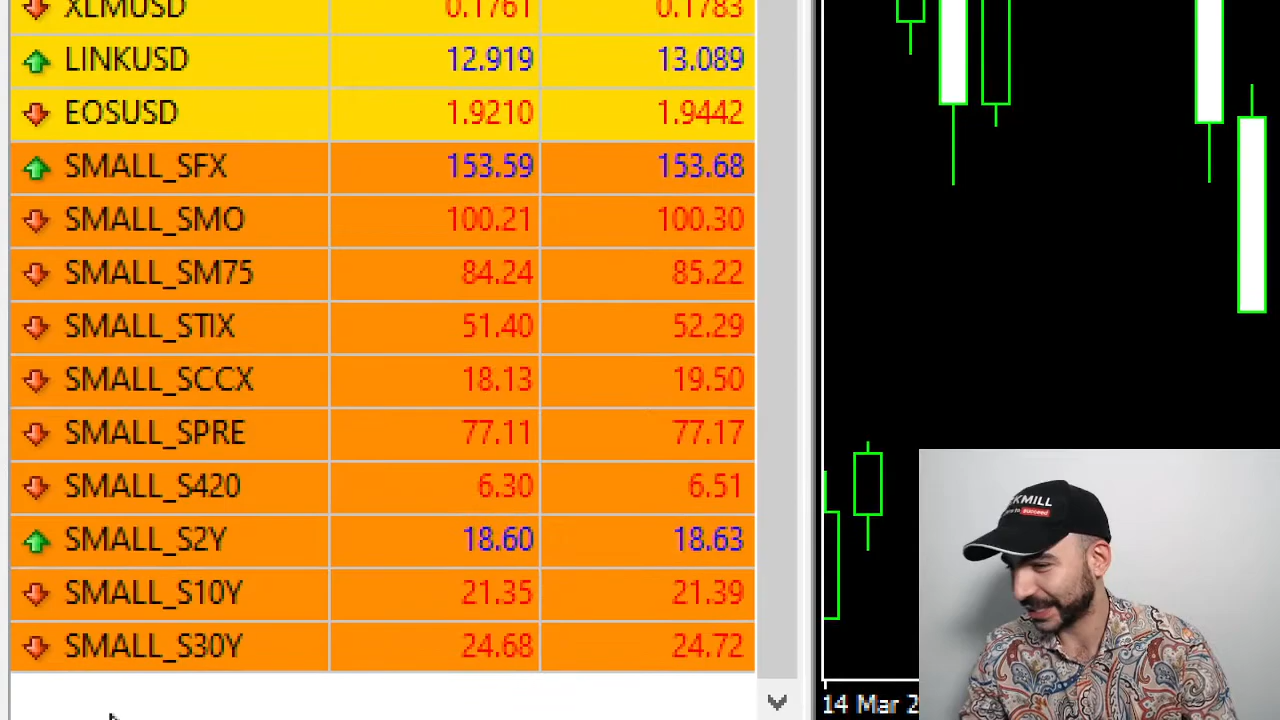 XLMUSD 0.1761 0.1783
LINKUSD 12.919 13.089
EOSUSD 1.9210 1.9442
SMALL_SFX 153.59 153.68
SMALL_SMO 100.21 100.30
SMALL_SM75 84.24 85.22
SMALL_STIX 51.40 52.29
SMALL_SCCX 18.13 19.50
SMALL_SPRE 77.11 77.17
SMALL_S420 6.30 6.51
SMALL_S2Y 18.60 18.63
SMALL_S10Y 21.35 21.39
SMALL_S30Y 24.68 24.72
14 Mar 2
KMILL
to succeed